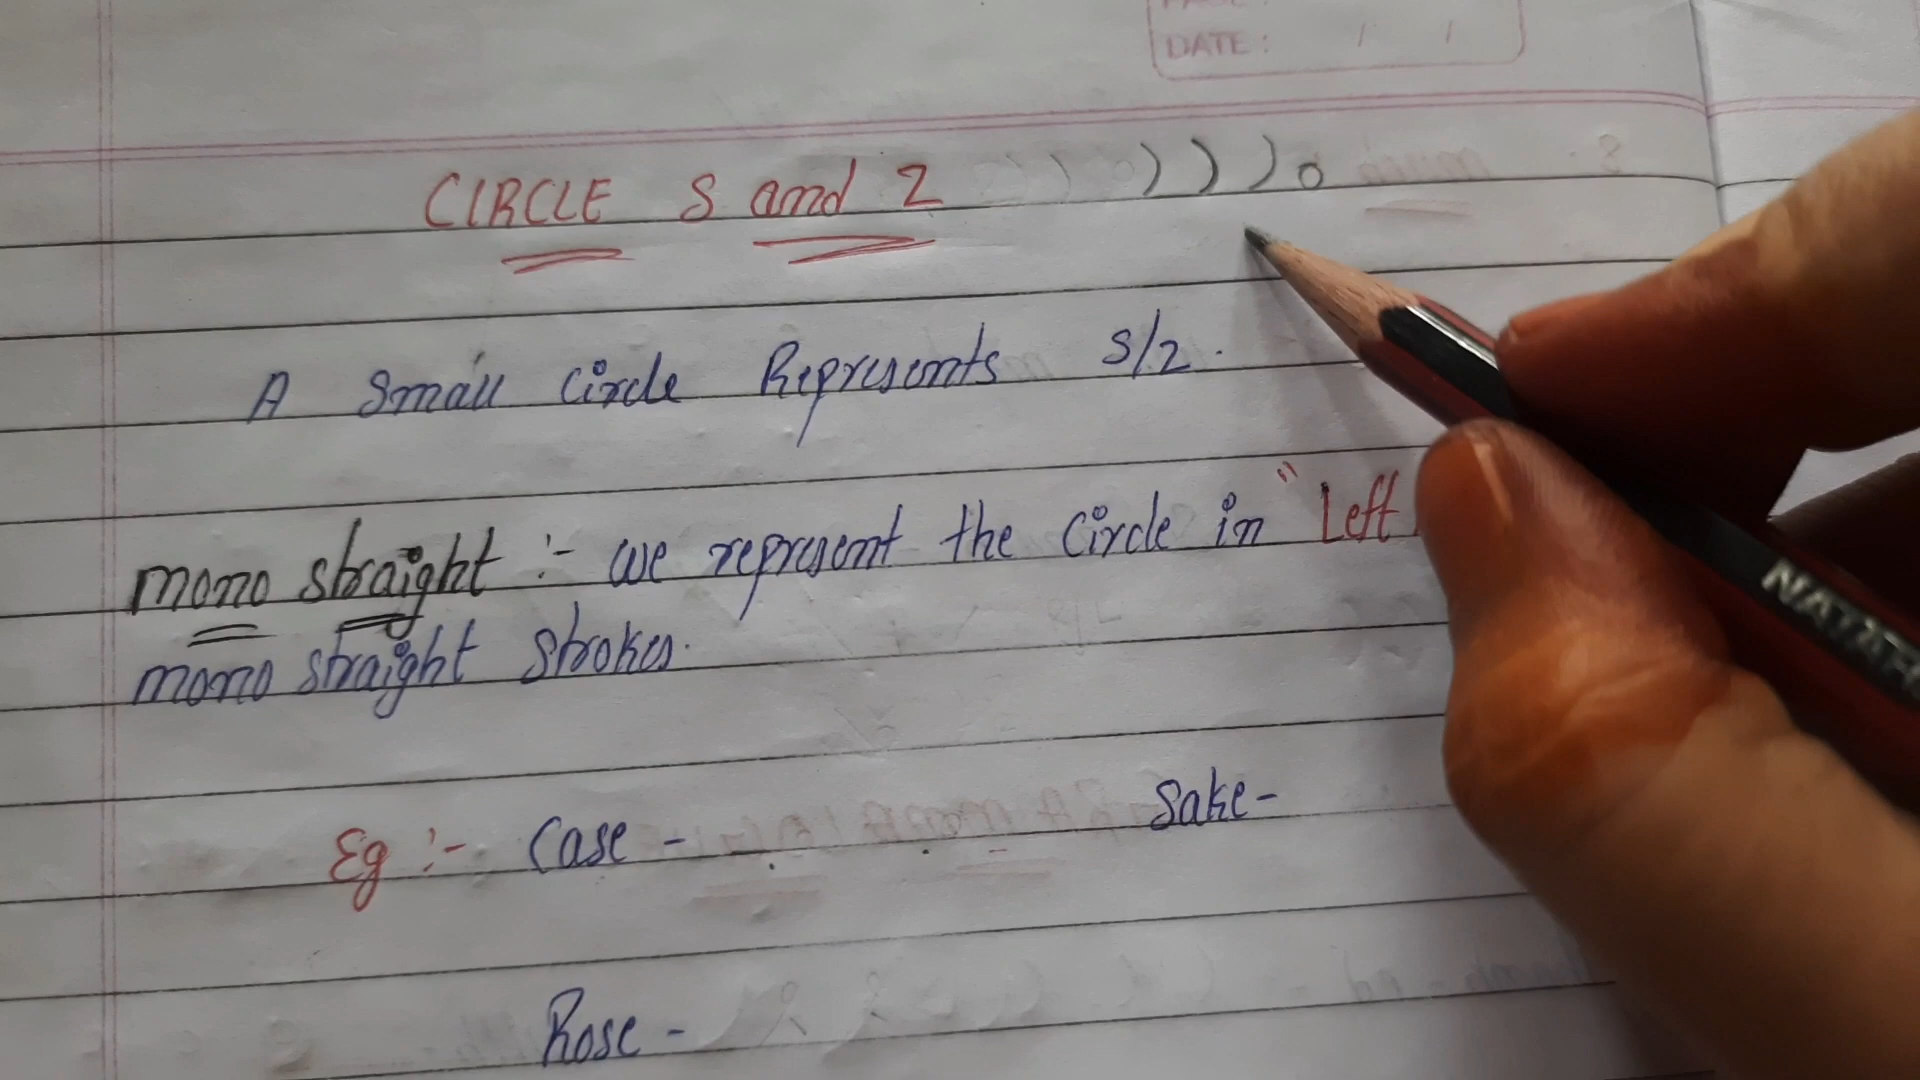 DATE: / /
CIRCLE S and Z
A Small Circle Represents S/Z.
mono straight :- we represent the Circle in "Left
mono straight strokes.
Eg :- Case - Sake -
Rose -
NATARA